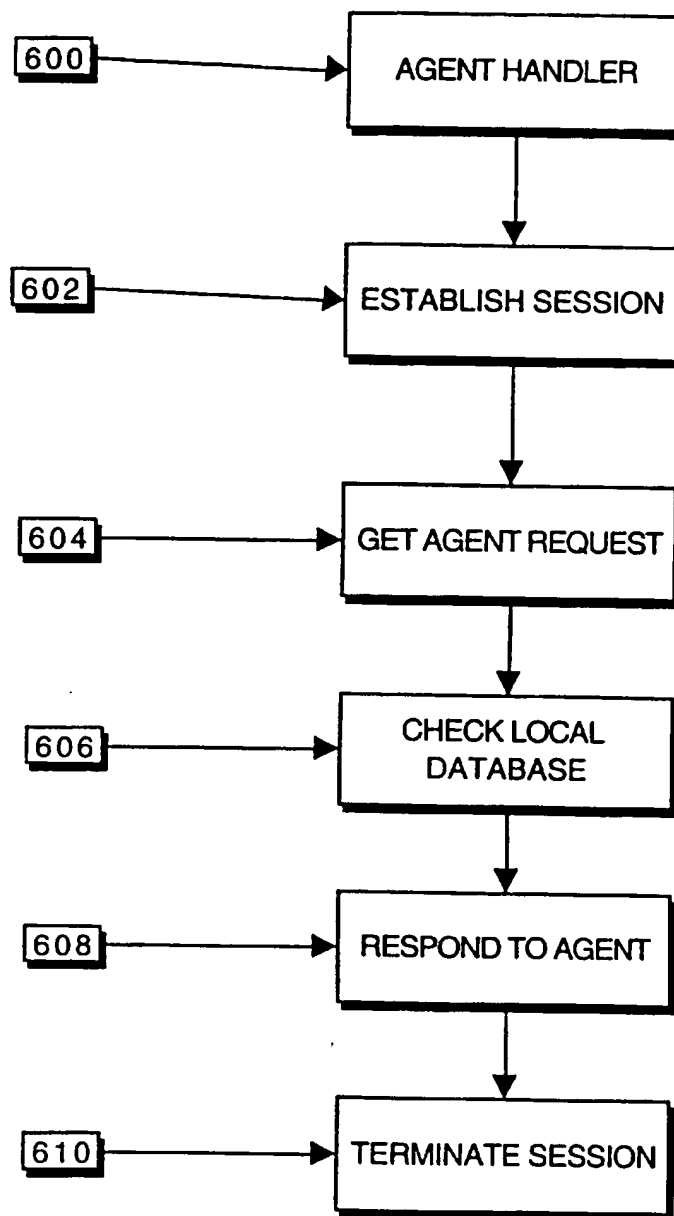 600
AGENT HANDLER
602
ESTABLISH SESSION
604
GET AGENT REQUEST
606
CHECK LOCAL
DATABASE
608
RESPOND TO AGENT
610
TERMINATE SESSION